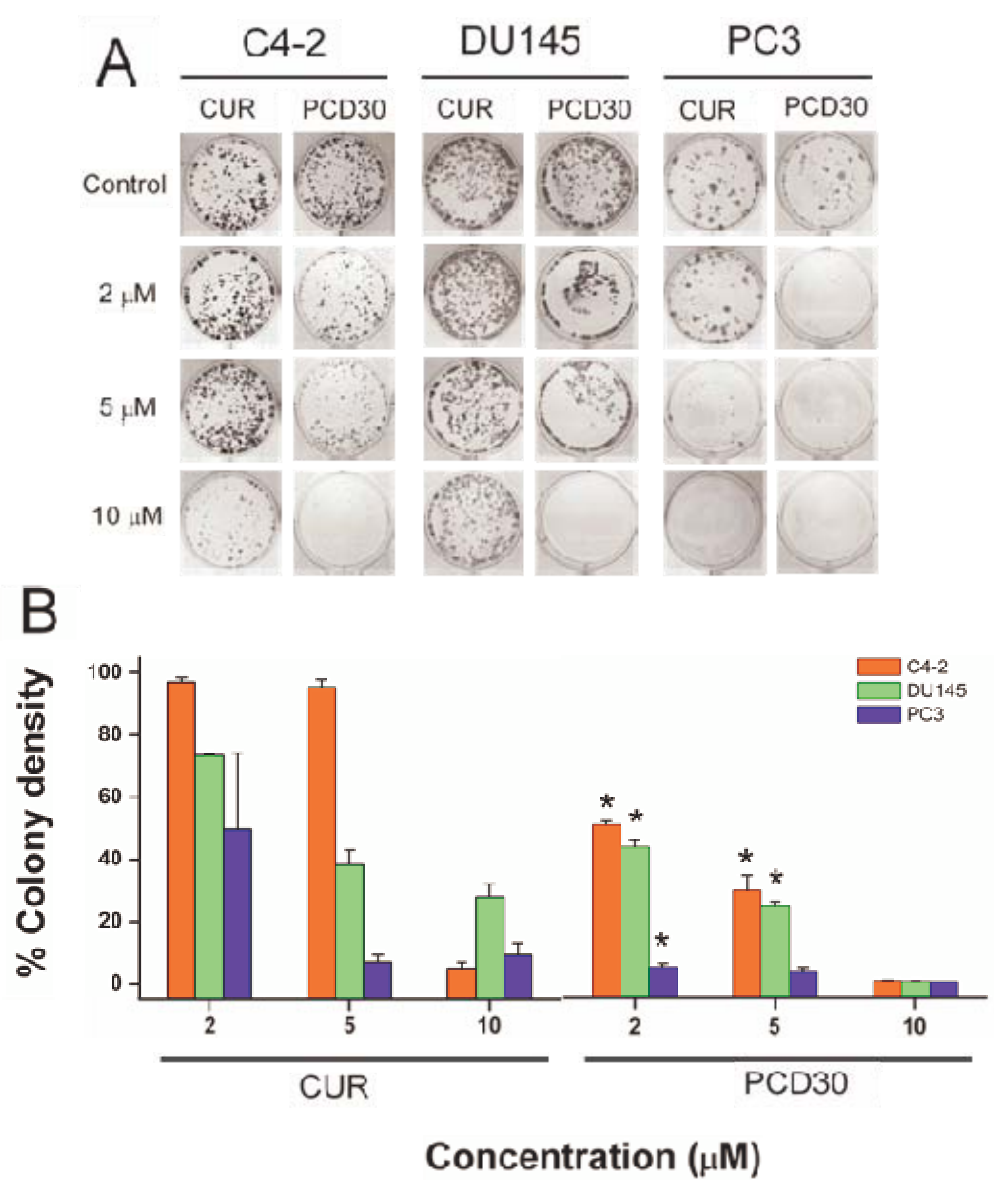 A
C4-2 DU145 PC3
CUR PCD30 CUR PCD30 CUR PCD30
Control
2 μM
5 μM
10 μM
B
% Colony density
100
80
60
40
20
0
C4-2
DU145
PC3
* * * * *
2 5 10 2 5 10
CUR PCD30
Concentration (μM)